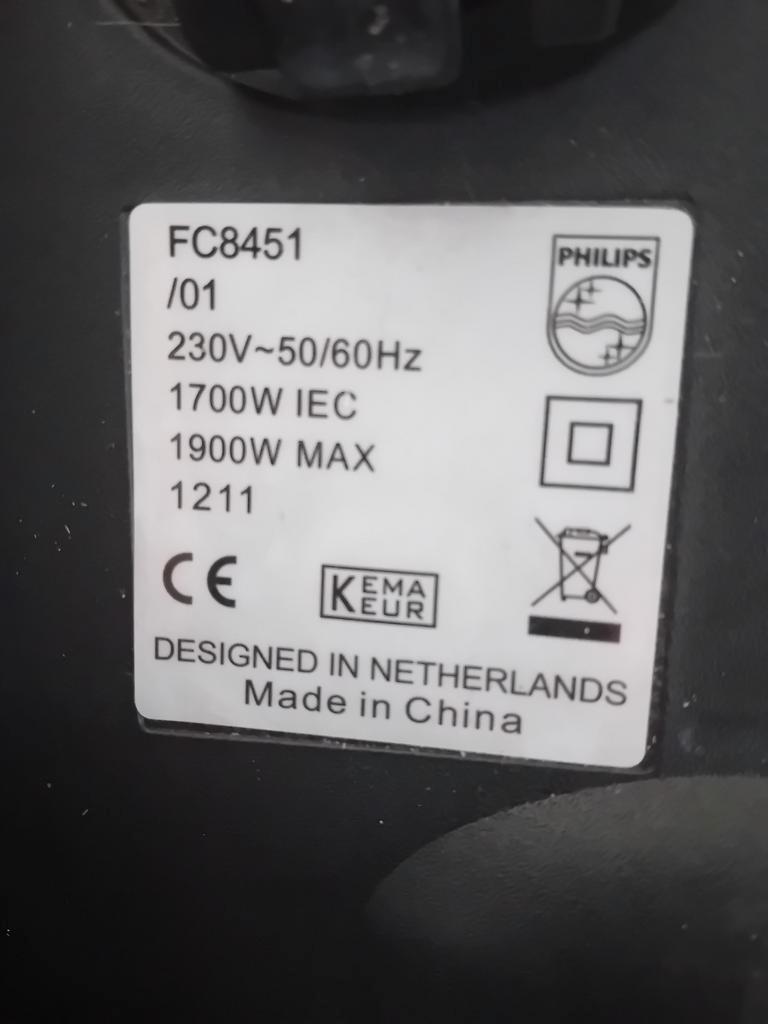 FC8451
/01
230V~50/60Hz
1700W IEC
1900W MAX
1211
PHILIPS
CE
KEMA
EUR
DESIGNED IN NETHERLANDS
Made in China